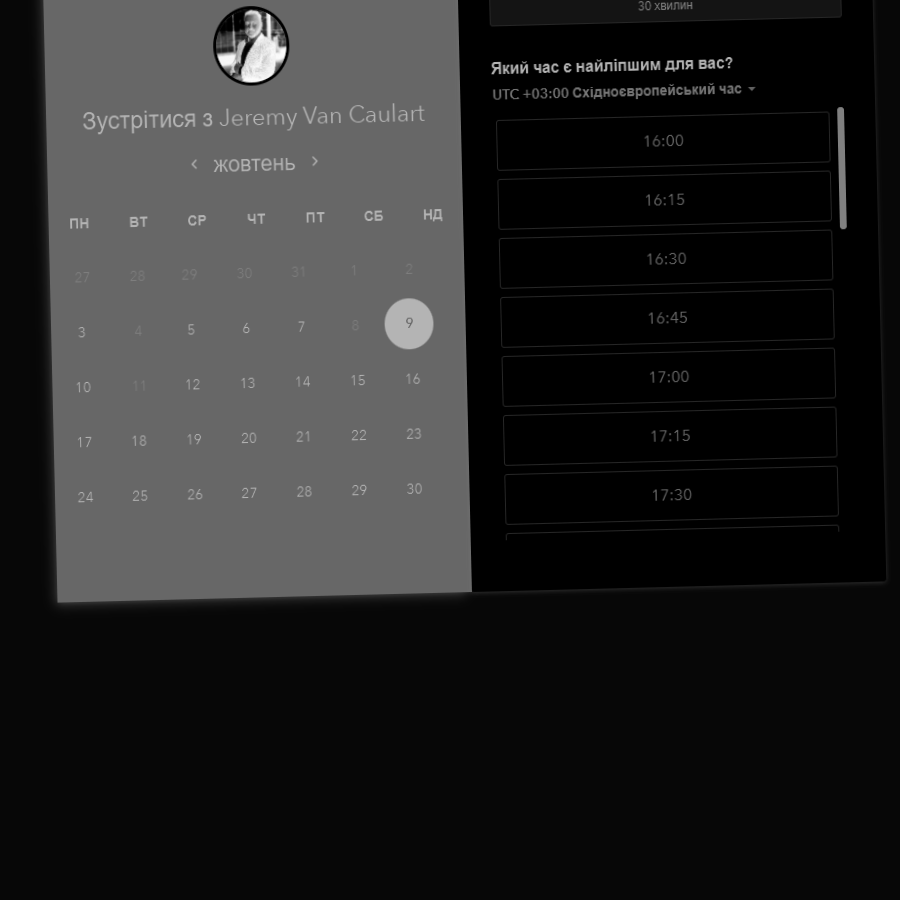 Зустрітися з Jeremy Van Caulart
жовтень
ПН ВТ СР ЧТ ПТ СБ НД
27 28 29 30 31 1 2
3 4 5 6 7 8 9
10 11 12 13 14 15 16
17 18 19 20 21 22 23
24 25 26 27 28 29 30
30 хвилин
Який час є найліпшим для вас?
UTC +03:00 Східноєвропейський час
16:00
16:15
16:30
16:45
17:00
17:15
17:30